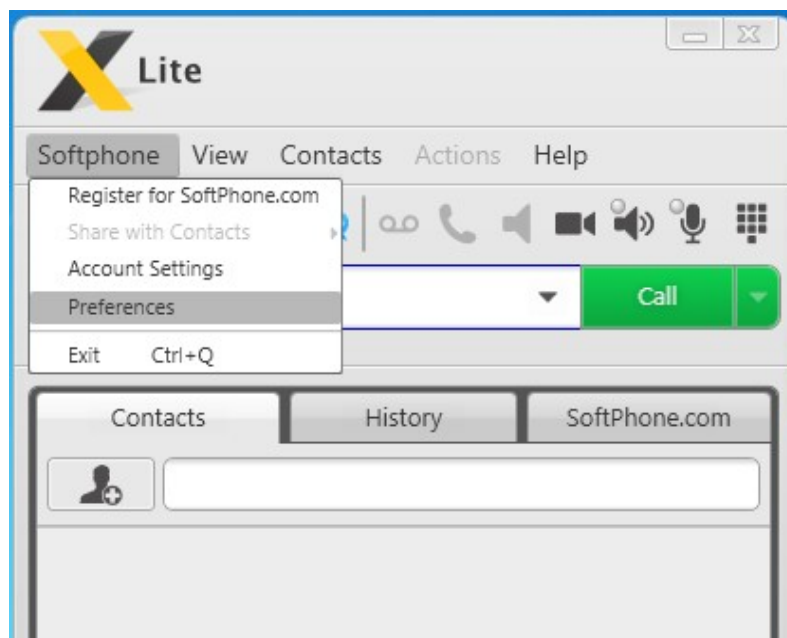 X Lite
Softphone View Contacts Actions Help
Register for SoftPhone.com
Share with Contacts
Account Settings
Preferences
Exit Ctrl+Q
Call
Contacts History SoftPhone.com